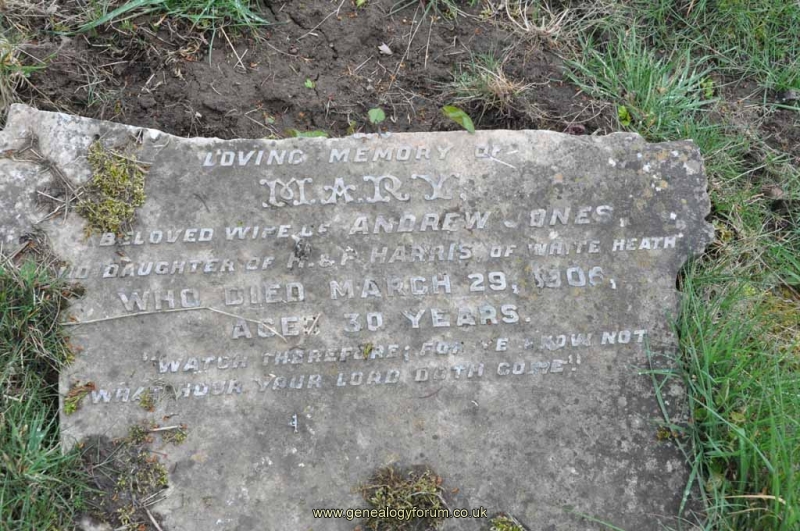 LOVING MEMORY OF
MARY
BELOVED WIFE OF ANDREW JONES,
DAUGHTER OF H. & F. HARRIS OF WHITE HEATH
WHO DIED MARCH 29, 1906,
AGED 30 YEARS.
"WATCH THEREFORE; FOR YE KNOW NOT
WHAT HOUR YOUR LORD DOTH COME".
www.genealogyforum.co.uk